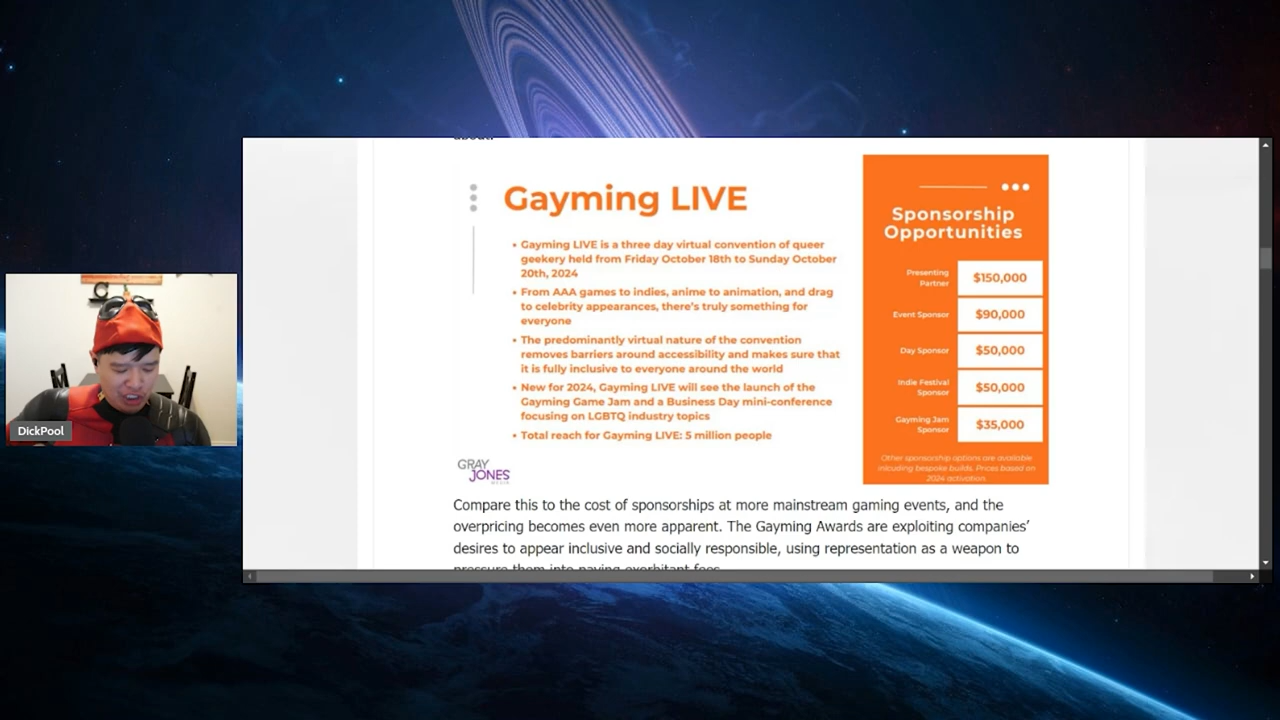 about.
Gayming LIVE
• Gayming LIVE is a three day virtual convention of queer
geekery held from Friday October 18th to Sunday October
20th, 2024
• From AAA games to indies, anime to animation, and drag
to celebrity appearances, there's truly something for
everyone
• The predominantly virtual nature of the convention
removes barriers around accessibility and makes sure that
it is fully inclusive to everyone around the world
• New for 2024, Gayming LIVE will see the launch of the
Gayming Game Jam and a Business Day mini-conference
focusing on LGBTQ industry topics
• Total reach for Gayming LIVE: 5 million people
GRAY
JONES
MEDIA
Sponsorship
Opportunities
Presenting
Partner
$150,000
Event Sponsor
$90,000
Day Sponsor
$50,000
Indie Festival
Sponsor
$50,000
Gayming Jam
Sponsor
$35,000
Other sponsorship options are available
inlcuding bespoke builds. Prices based on
2024 activation.
Compare this to the cost of sponsorships at more mainstream gaming events, and the
overpricing becomes even more apparent. The Gayming Awards are exploiting companies'
desires to appear inclusive and socially responsible, using representation as a weapon to
pressure them into paying exorbitant fees.
DickPool